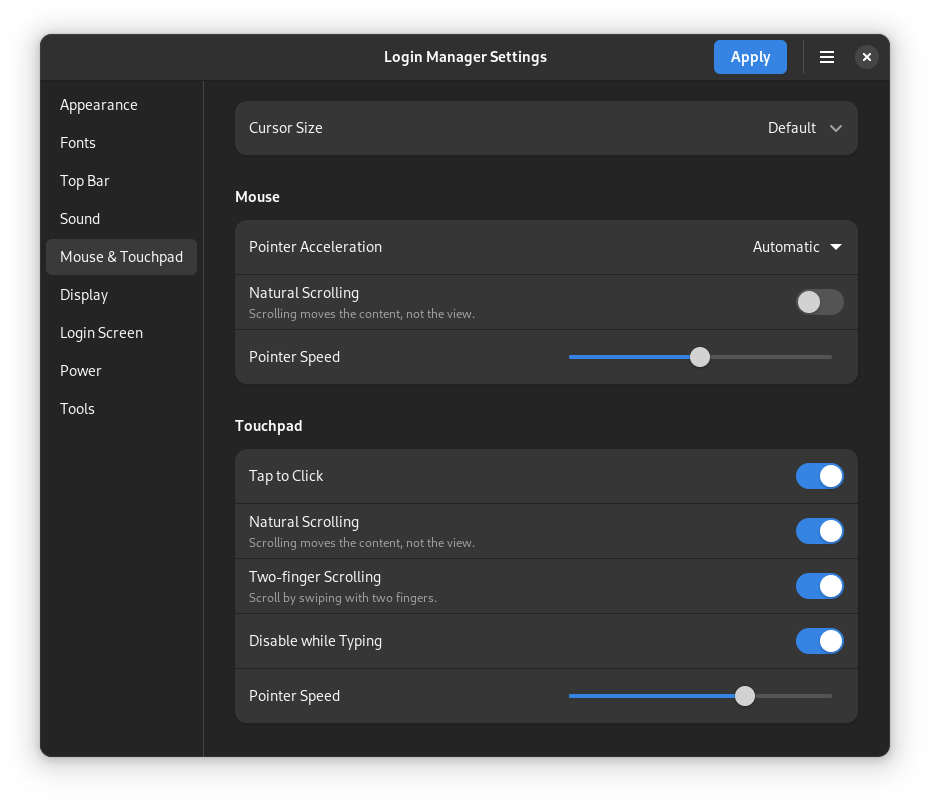 Login Manager Settings
Apply
Appearance
Fonts
Top Bar
Sound
Mouse & Touchpad
Display
Login Screen
Power
Tools
Cursor Size
Default
Mouse
Pointer Acceleration
Automatic
Natural Scrolling
Scrolling moves the content, not the view.
Pointer Speed
Touchpad
Tap to Click
Natural Scrolling
Scrolling moves the content, not the view.
Two-finger Scrolling
Scroll by swiping with two fingers.
Disable while Typing
Pointer Speed